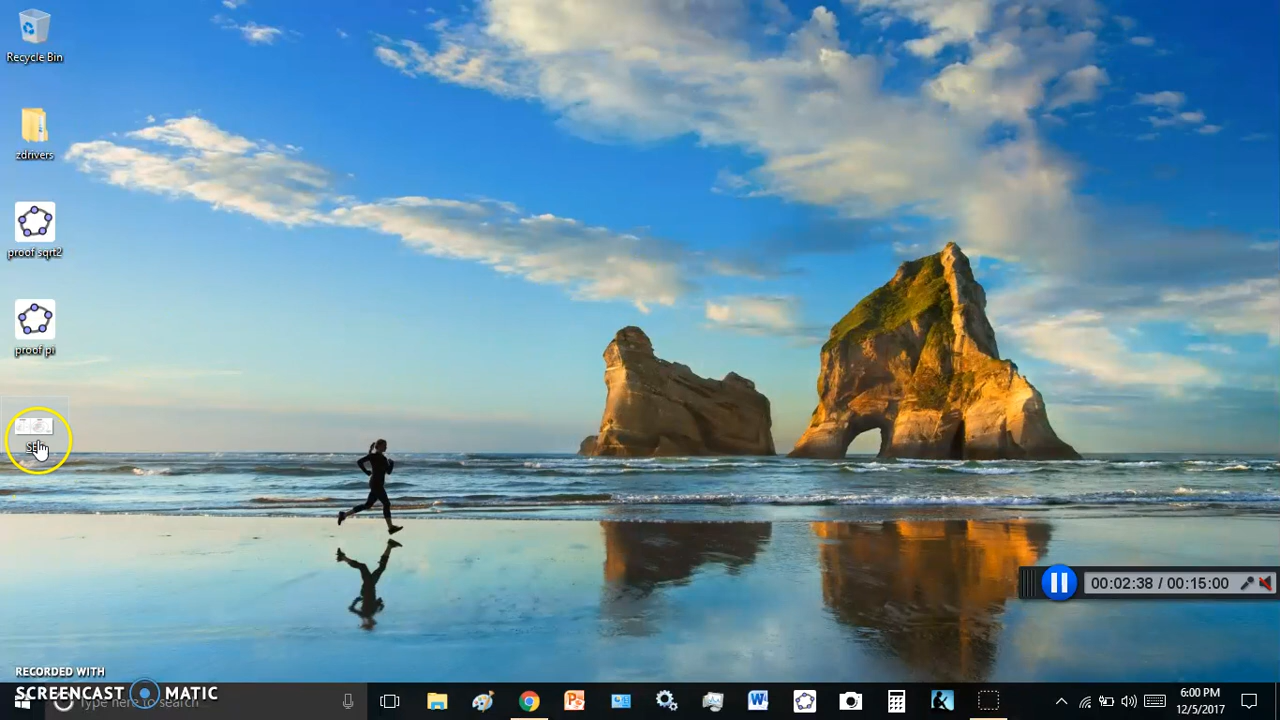 Recycle Bin
zdrivers
proof sqrt2
proof pi
00:02:38 / 00:15:00
RECORDED WITH
SCREENCAST MATIC
Type here to search
6:00 PM
12/5/2017